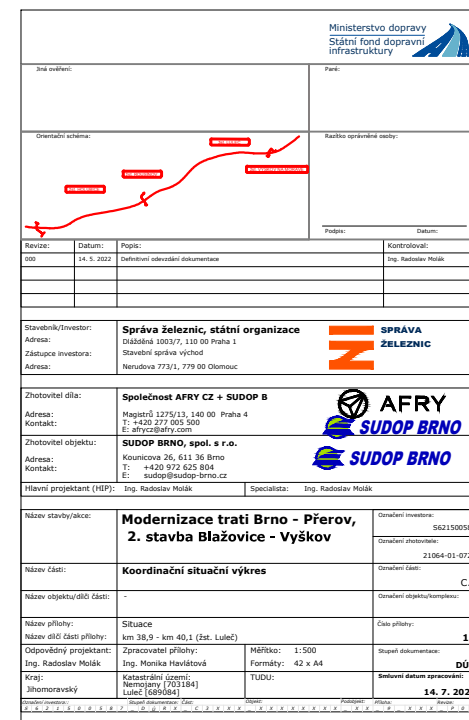 Ministerstvo dopravy
Státní fond dopravní
infrastruktury
Jiná ověření:
Paré:
Orientační schéma:
Razítko oprávněné osoby:
Podpis:
Datum:
Revize:
Datum:
Popis:
Kontroloval:
000
14. 5. 2022
Definitivní odevzdání dokumentace
Ing. Radoslav Molák
Stavebník/Investor:
Správa železnic, státní organizace
Adresa:
Dlážděná 1003/7, 110 00 Praha 1
Zástupce investora:
Stavební správa východ
Adresa:
Nerudova 773/1, 779 00 Olomouc
SPRÁVA
ŽELEZNIC
Zhotovitel díla:
Společnost AFRY CZ + SUDOP B
Adresa:
Magistrů 1275/13, 140 00 Praha 4
Kontakt:
T: +420 277 005 500
E: afrycz@afry.com
AFRY
SUDOP BRNO
Zhotovitel objektu:
SUDOP BRNO, spol. s r.o.
Adresa:
Kounicova 26, 611 36 Brno
Kontakt:
T: +420 972 625 804
E: sudop@sudop-brno.cz
SUDOP BRNO
Hlavní projektant (HIP):
Ing. Radoslav Molák
Specialista:
Ing. Radoslav Molák
Název stavby/akce:
Modernizace trati Brno - Přerov,
2. stavba Blažovice - Vyškov
Označení investora:
S6215005
Označení zhotovitele:
21064-01-072
Název části:
Koordinační situační výkres
Označení části:
C.
Název objektu/dílčí části:
-
Označení objektu/komplexu:
Název přílohy:
Situace
Číslo přílohy:
Název dílčí části přílohy:
km 38,9 - km 40,1 (žst. Luleč)
1
Odpovědný projektant:
Zpracovatel přílohy:
Měřítko: 1:500
Stupeň dokumentace:
Ing. Radoslav Molák
Ing. Monika Havlátová
Formáty: 42 x A4
DÚ
Kraj:
Katastrální území:
TUDU:
Smluvní datum zpracování:
Jihomoravský
Nemojany [703184]
Luleč [689084]
14. 7. 202